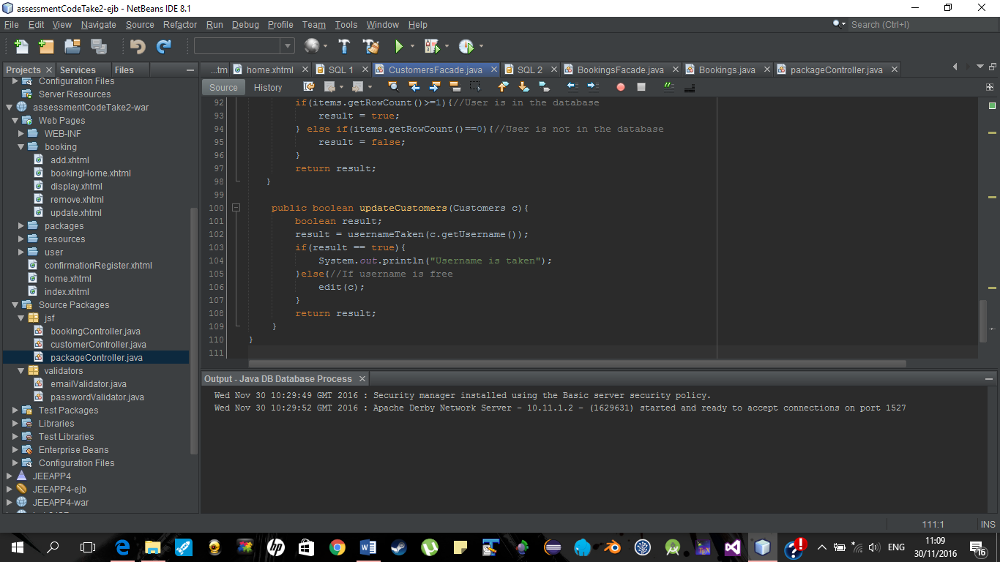 assessmentCodeTake2-ejb - NetBeans IDE 8.1
File Edit View Navigate Source Refactor Run Debug Profile Team Tools Window Help
Search (Ctrl+I)
Projects Services Files
...tm home.xhtml SQL 1 CustomersFacade.java SQL 2 BookingsFacade.java Bookings.java packageController.java
Source History
Configuration Files
Server Resources
assessmentCodeTake2-war
Web Pages
WEB-INF
booking
add.xhtml
bookingHome.xhtml
display.xhtml
remove.xhtml
update.xhtml
packages
resources
user
confirmationRegister.xhtml
home.xhtml
index.xhtml
Source Packages
jsf
bookingController.java
customerController.java
packageController.java
validators
emailValidator.java
passwordValidator.java
Test Packages
Libraries
Test Libraries
Enterprise Beans
Configuration Files
JEEAPP4
JEEAPP4-ejb
JEEAPP4-war
92 if(items.getRowCount()>=1){//User is in the database
93 result = true;
94 } else if(items.getRowCount()==0){//User is not in the database
95 result = false;
96 }
97 return result;
98 }
99
100 public boolean updateCustomers(Customers c){
101 boolean result;
102 result = usernameTaken(c.getUsername());
103 if(result == true){
104 System.out.println("Username is taken");
105 }else{//If username is free
106 edit(c);
107 }
108 return result;
109 }
110 }
111
Output - Java DB Database Process
Wed Nov 30 10:29:49 GMT 2016 : Security manager installed using the Basic server security policy.
Wed Nov 30 10:29:52 GMT 2016 : Apache Derby Network Server - 10.11.1.2 - (1629631) started and ready to accept connections on port 1527
111:1 INS
ENG
11:09
30/11/2016
16